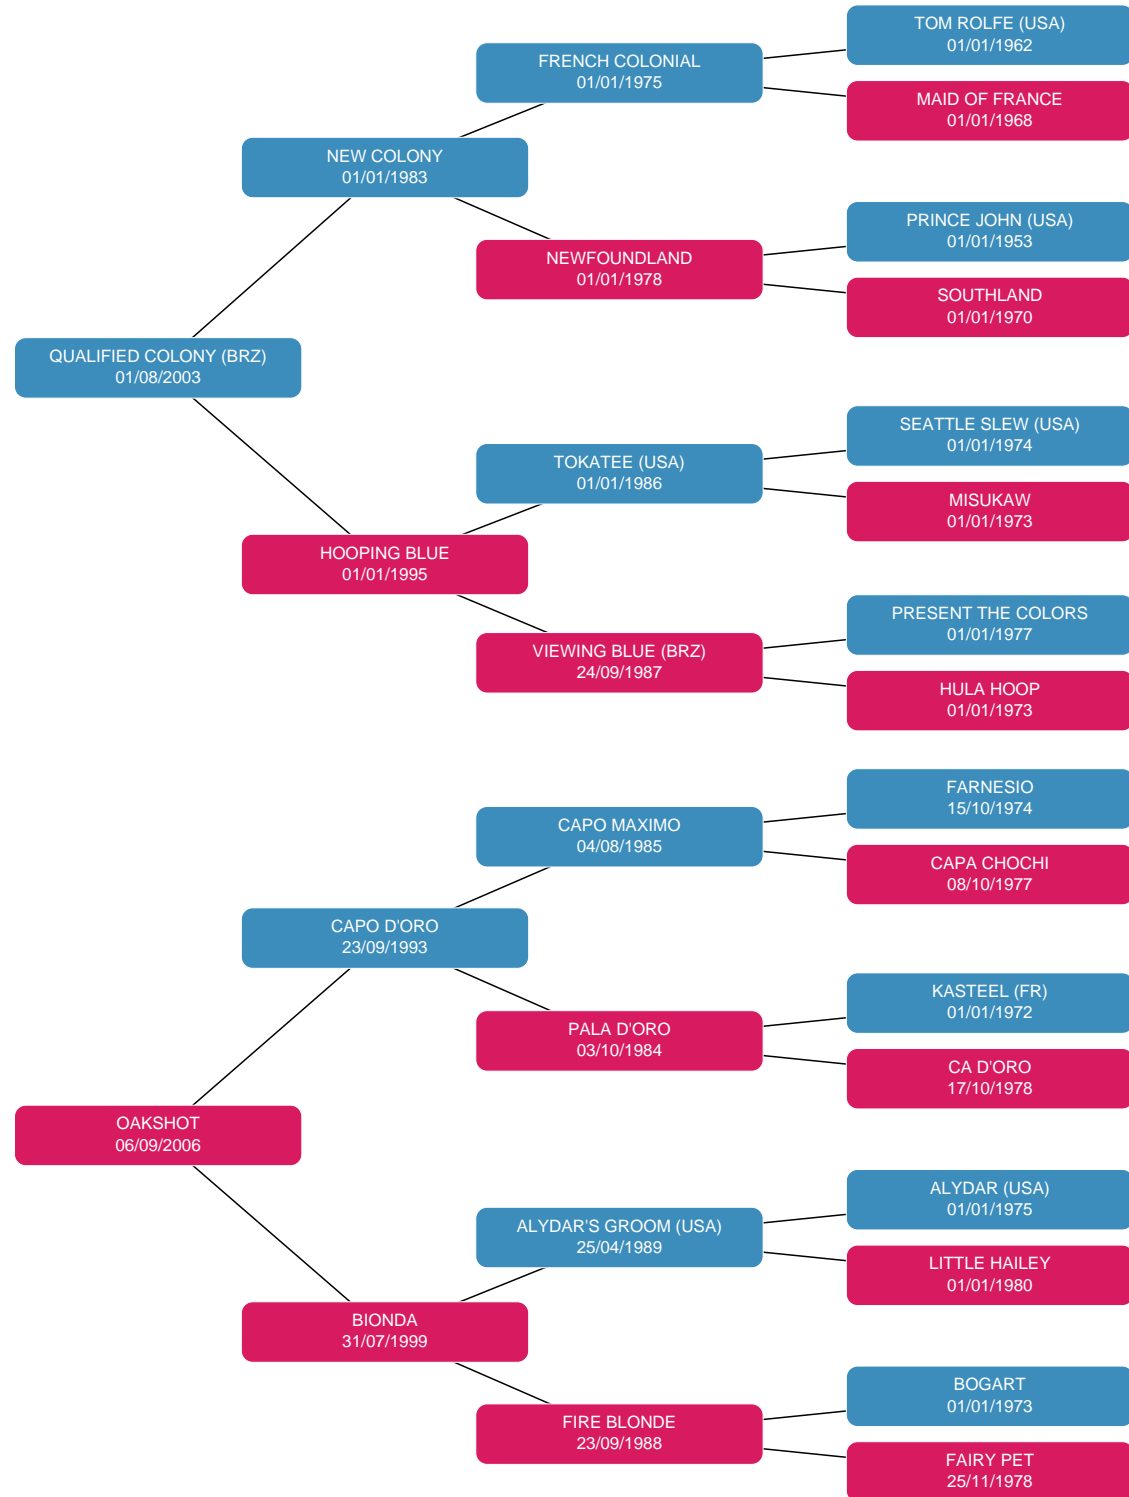 TOM ROLFE (USA)
01/01/1962
FRENCH COLONIAL
01/01/1975
MAID OF FRANCE
01/01/1968
NEW COLONY
01/01/1983
PRINCE JOHN (USA)
01/01/1953
NEWFOUNDLAND
01/01/1978
SOUTHLAND
01/01/1970
QUALIFIED COLONY (BRZ)
01/08/2003
SEATTLE SLEW (USA)
01/01/1974
TOKATEE (USA)
01/01/1986
MISUKAW
01/01/1973
HOOPING BLUE
01/01/1995
PRESENT THE COLORS
01/01/1977
VIEWING BLUE (BRZ)
24/09/1987
HULA HOOP
01/01/1973
FARNESIO
15/10/1974
CAPO MAXIMO
04/08/1985
CAPA CHOCHI
08/10/1977
CAPO D'ORO
23/09/1993
KASTEEL (FR)
01/01/1972
PALA D'ORO
03/10/1984
CA D'ORO
17/10/1978
OAKSHOT
06/09/2006
ALYDAR (USA)
01/01/1975
ALYDAR'S GROOM (USA)
25/04/1989
LITTLE HAILEY
01/01/1980
BIONDA
31/07/1999
BOGART
01/01/1973
FIRE BLONDE
23/09/1988
FAIRY PET
25/11/1978